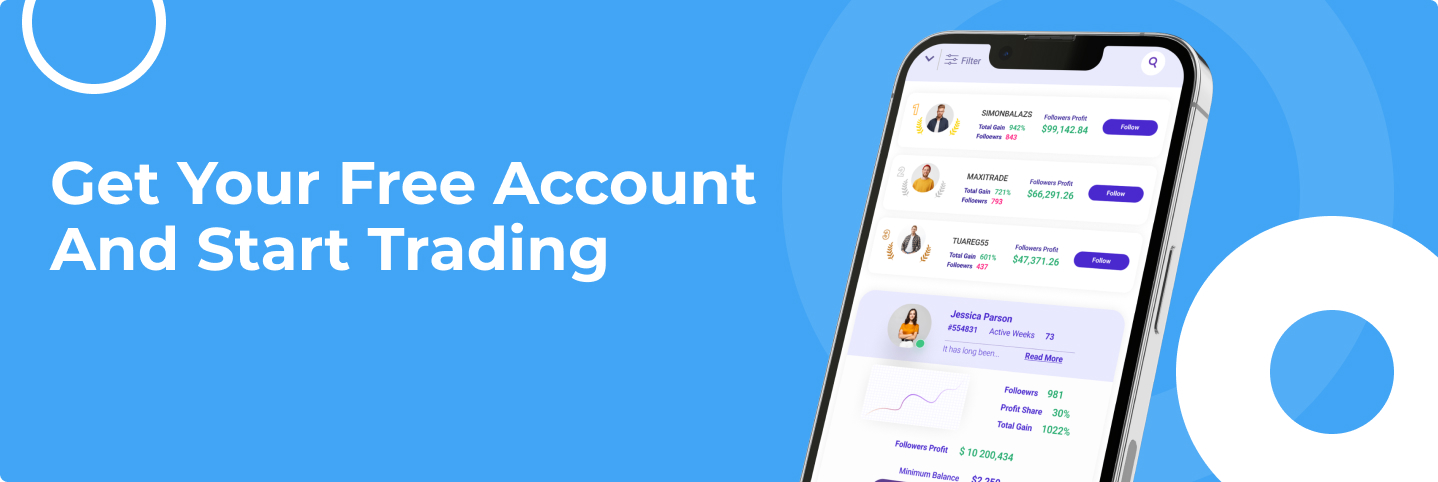 Get Your Free Account
And Start Trading
Filter
1
SIMONBALAZS
Total Gain 942%
Folloewrs 843
Followers Profit
$99,142.84
Follow
2
MAXITRADE
Total Gain 721%
Folloewrs 793
Followers Profit
$66,291.26
Follow
3
TUAREG55
Total Gain 601%
Folloewrs 437
Followers Profit
$47,371.26
Follow
Jessica Parson
#554831 Active Weeks 73
It has long been... Read More
Folloewrs 981
Profit Share 30%
Total Gain 1022%
Followers Profit $ 10 200,434
Minimum Balance